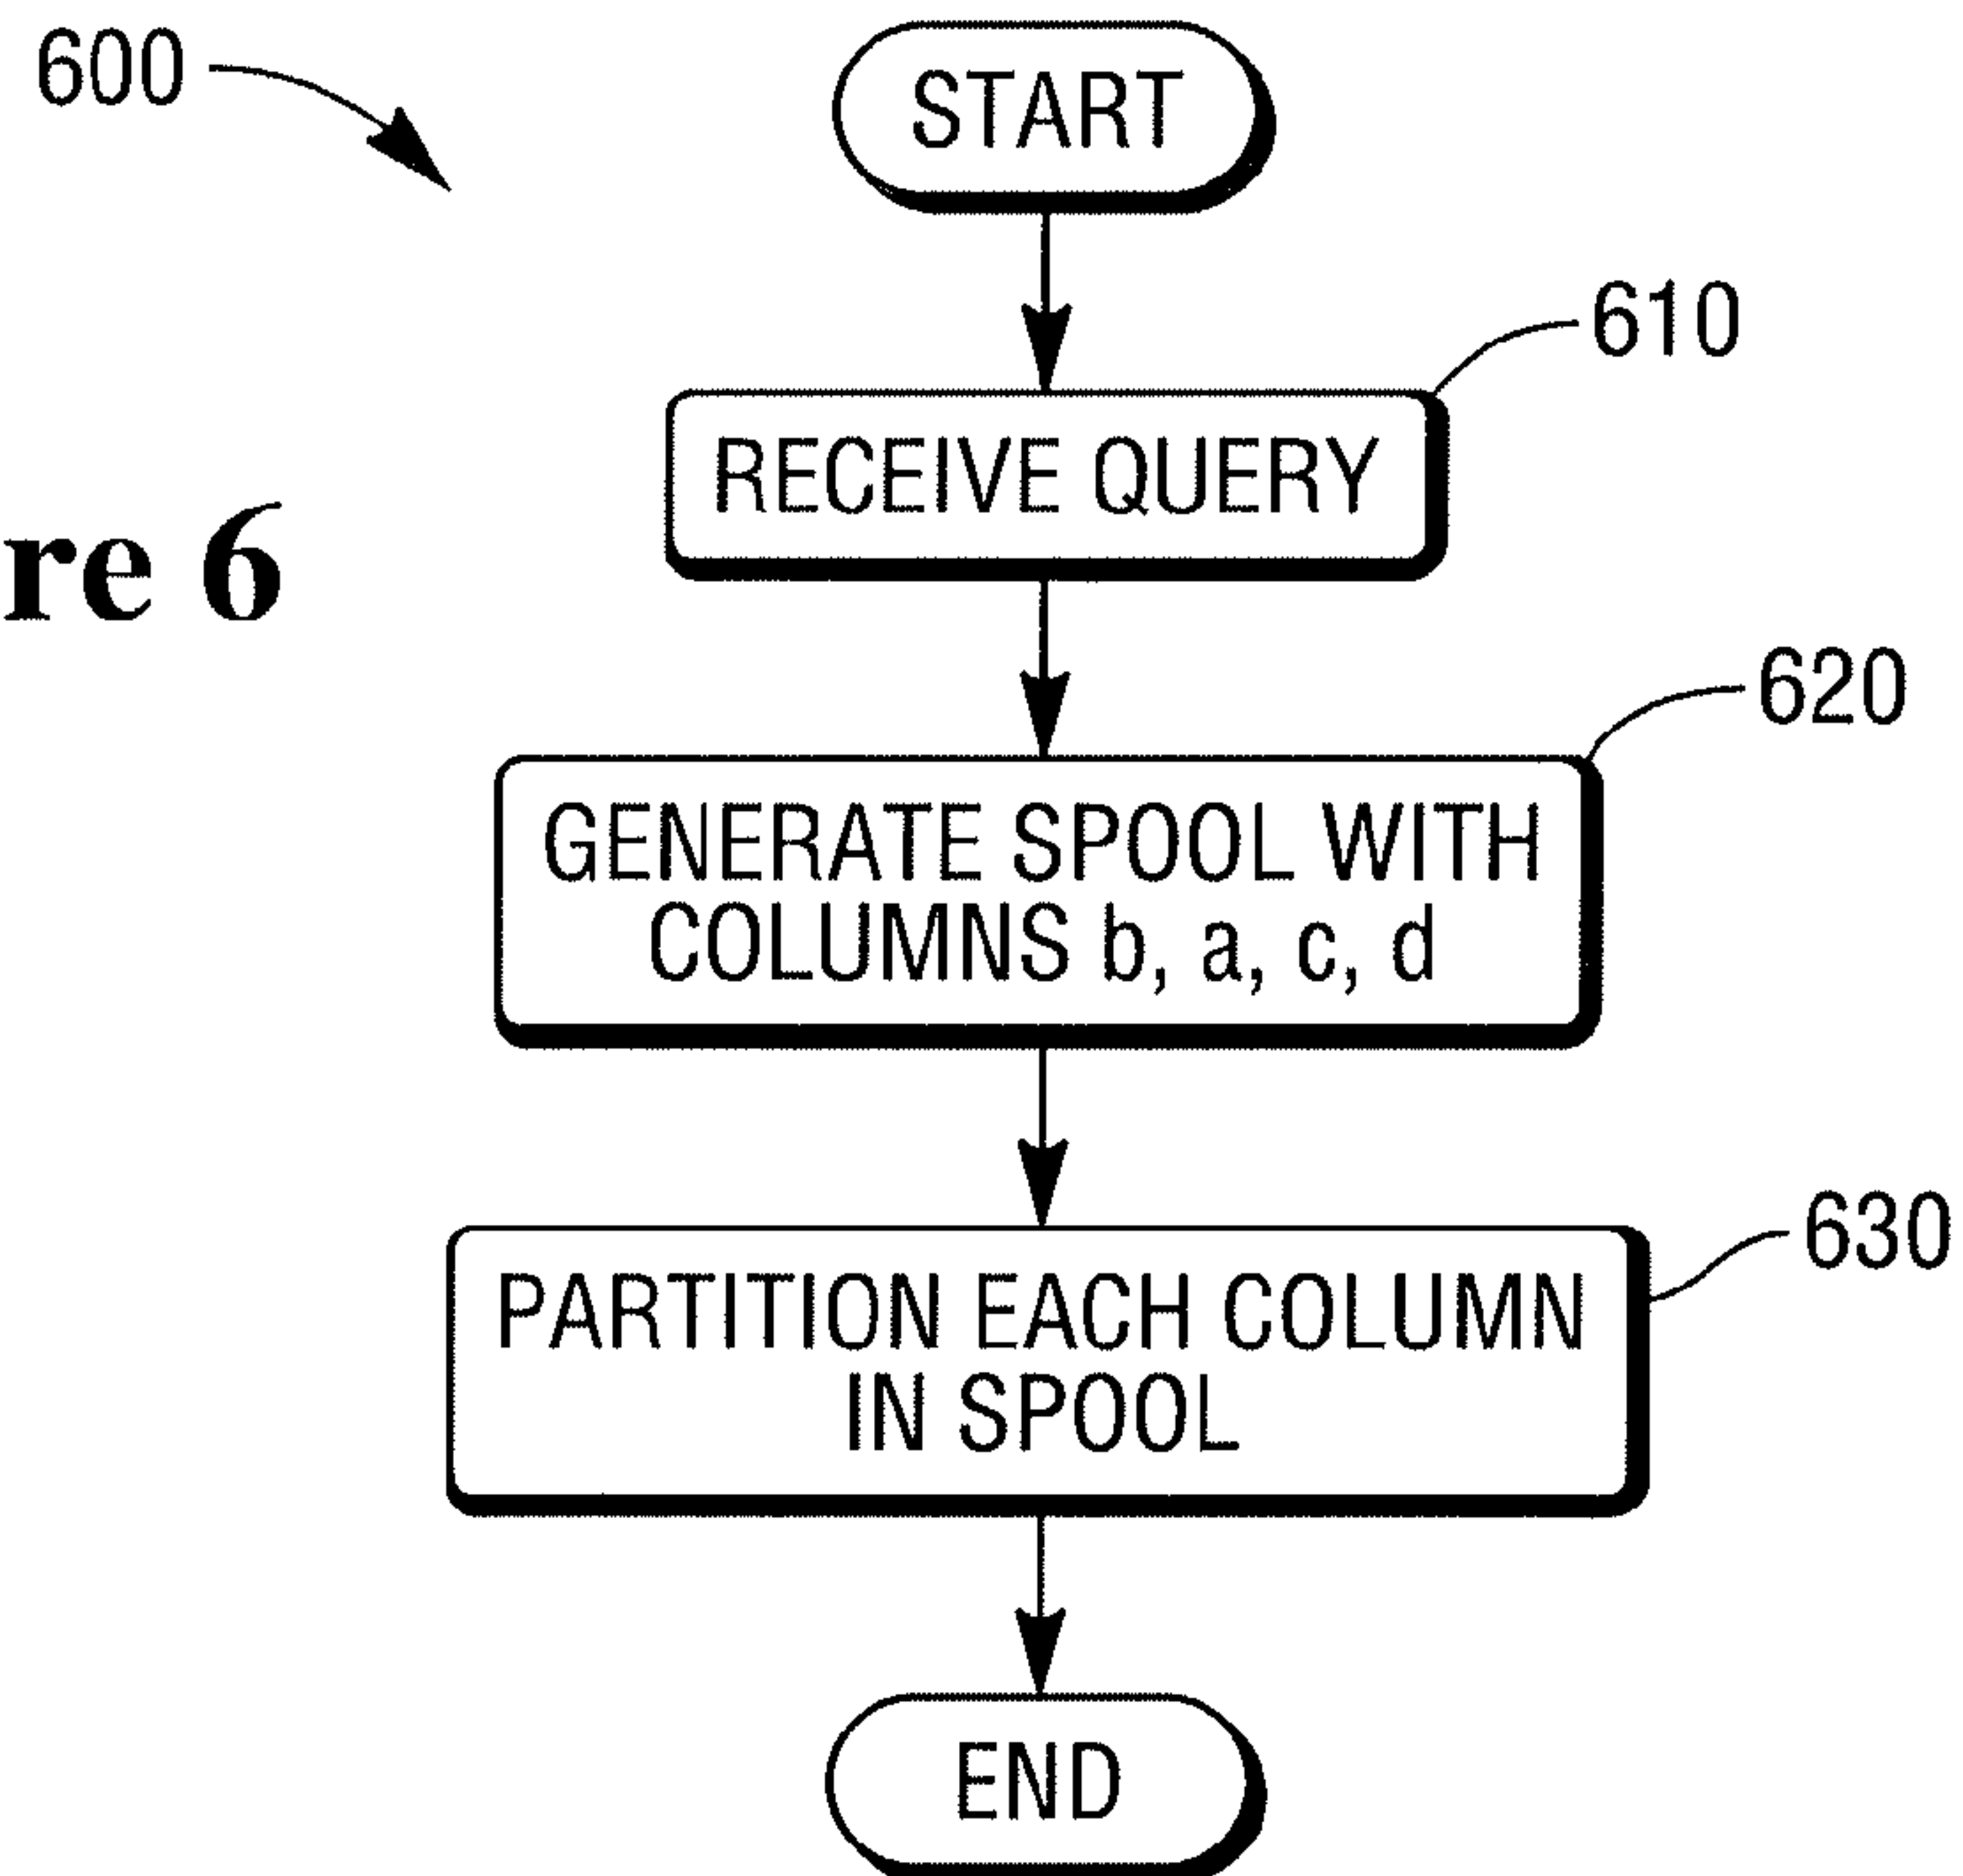 600
START
610
RECEIVE QUERY
re 6
620
GENERATE SPOOL WITH
COLUMNS b, a, c, d
630
PARTITION EACH COLUMN
IN SPOOL
END